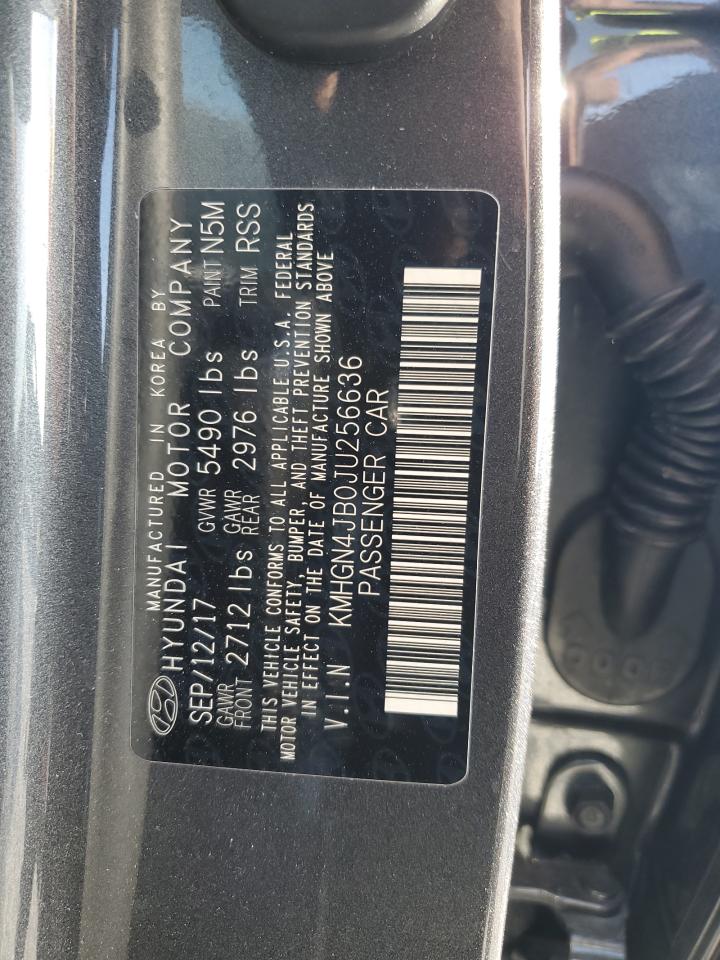 MANUFACTURED IN KOREA BY
HYUNDAI MOTOR COMPANY
SEP/12/17 GVWR 5490 lbs PAINT N5M
GAWR FRONT 2712 lbs GAWR REAR 2976 lbs TRIM RSS
THIS VEHICLE CONFORMS TO ALL APPLICABLE U.S.A. FEDERAL
MOTOR VEHICLE SAFETY, BUMPER, AND THEFT PREVENTION STANDARDS
IN EFFECT ON THE DATE OF MANUFACTURE SHOWN ABOVE
V.I.N KMHGN4JB0JU256636
PASSENGER CAR